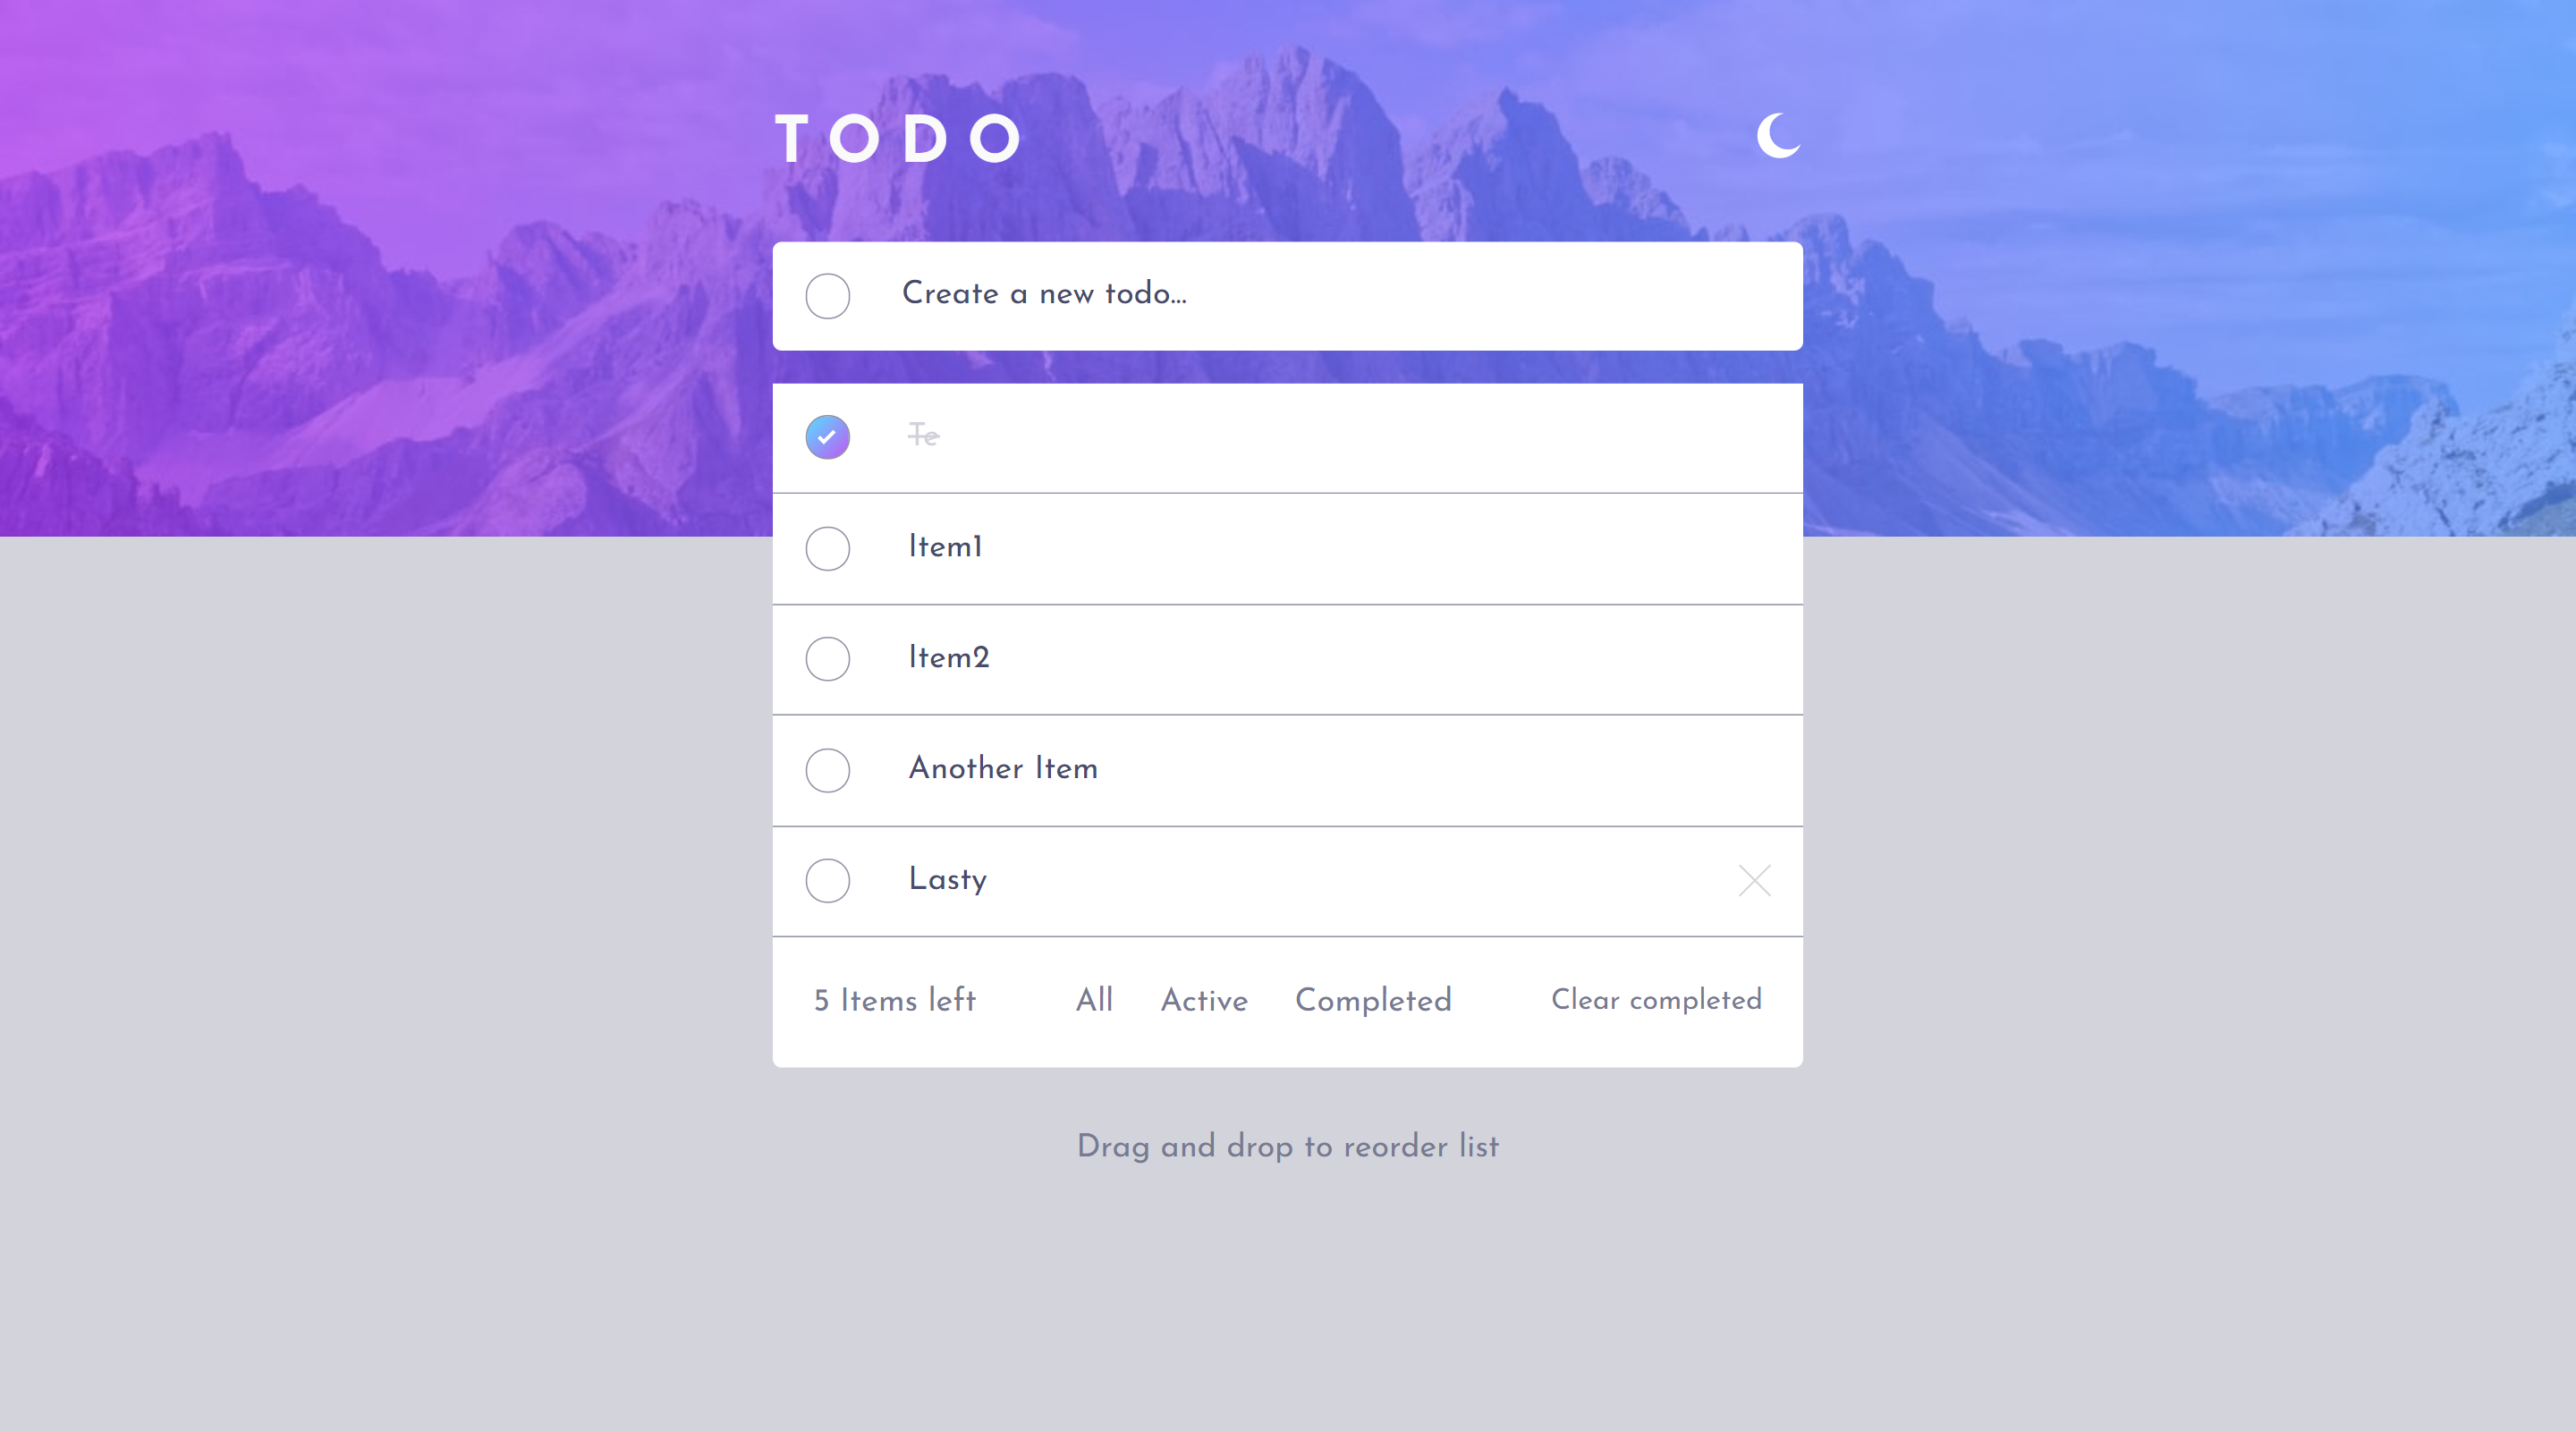 TODO
Create a new todo...
Te
Item1
Item2
Another Item
Lasty
5 Items left All Active Completed Clear completed
Drag and drop to reorder list